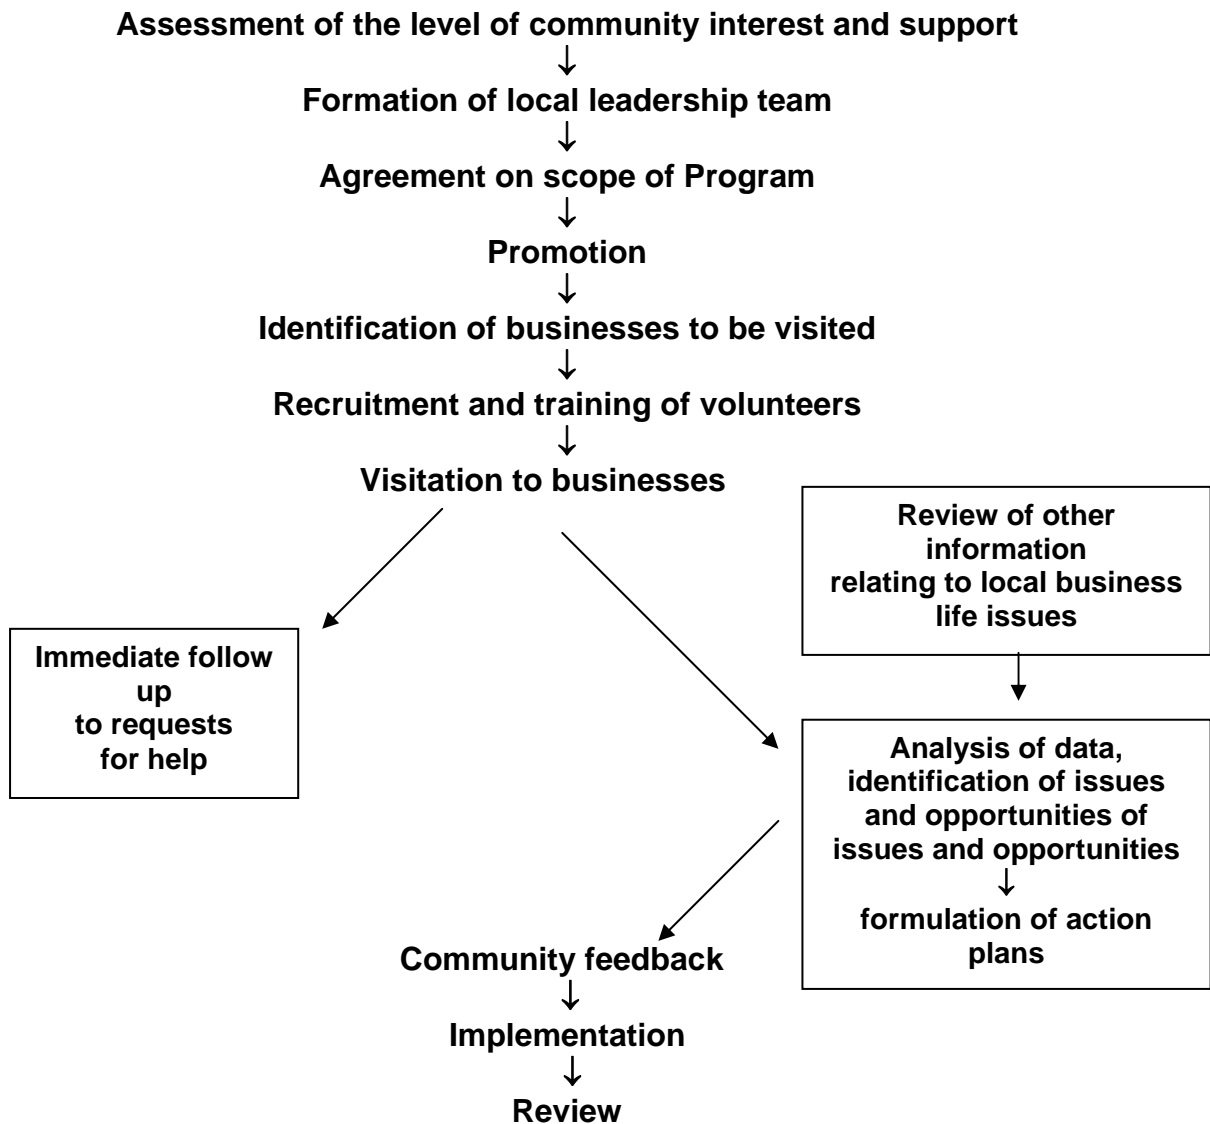 Assessment of the level of community interest and support
↓
Formation of local leadership team
↓
Agreement on scope of Program
↓
Promotion
↓
Identification of businesses to be visited
↓
Recruitment and training of volunteers
↓
Visitation to businesses
Review of other
information
relating to local business
life issues
Immediate follow
up
to requests
for help
Analysis of data,
identification of issues
and opportunities of
issues and opportunities
↓
formulation of action
plans
Community feedback
↓
Implementation
↓
Review